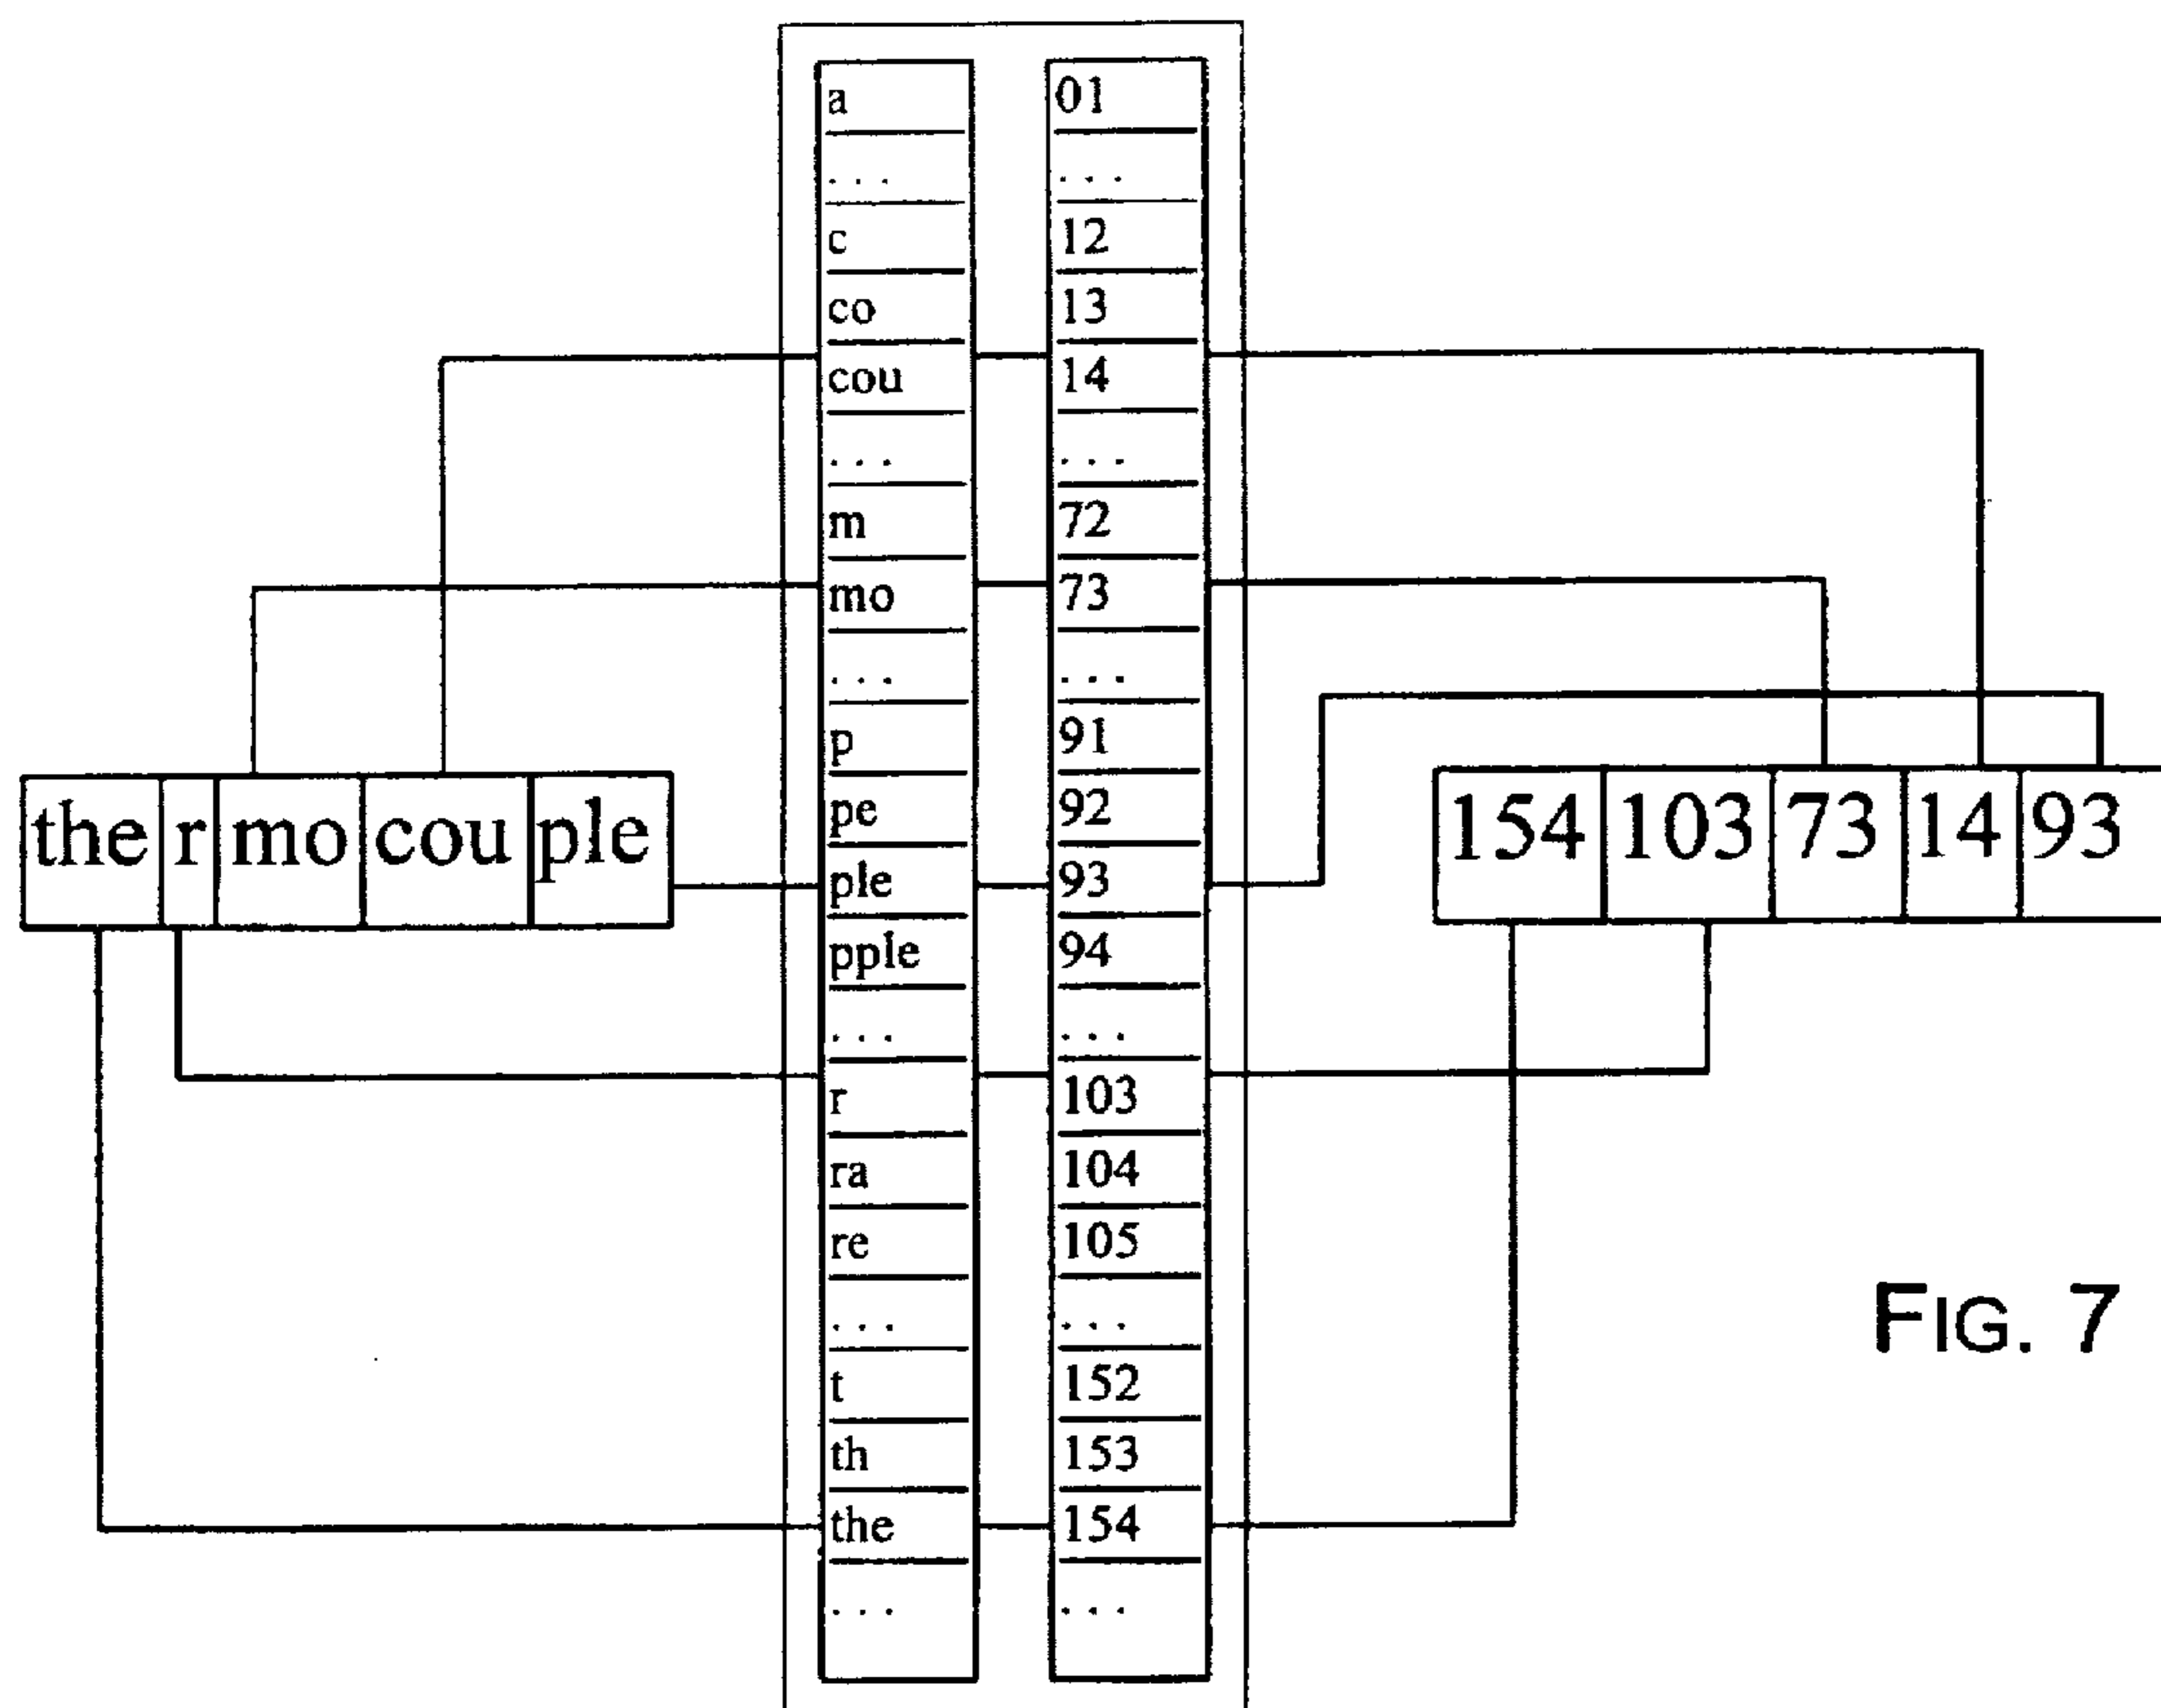 a 01
. . . . . .
c 12
co 13
cou 14
. . . . . .
m 72
mo 73
. . . . . .
p 91
pe 92
the r mo cou ple
154 103 73 14 93
ple 93
pple 94
. . . . . .
r 103
ra 104
re 105
. . . . . .
t 152
th 153
the 154
. . . . . .
FIG. 7